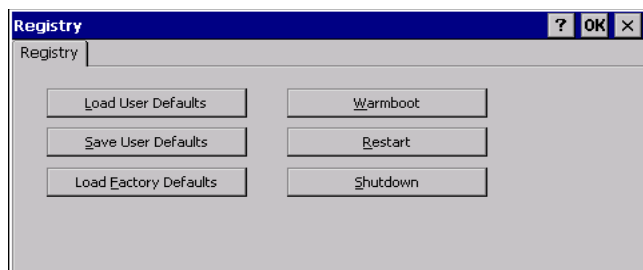 Registry ? OK ×
Registry
Load User Defaults Warmboot
Save User Defaults Restart
Load Factory Defaults Shutdown